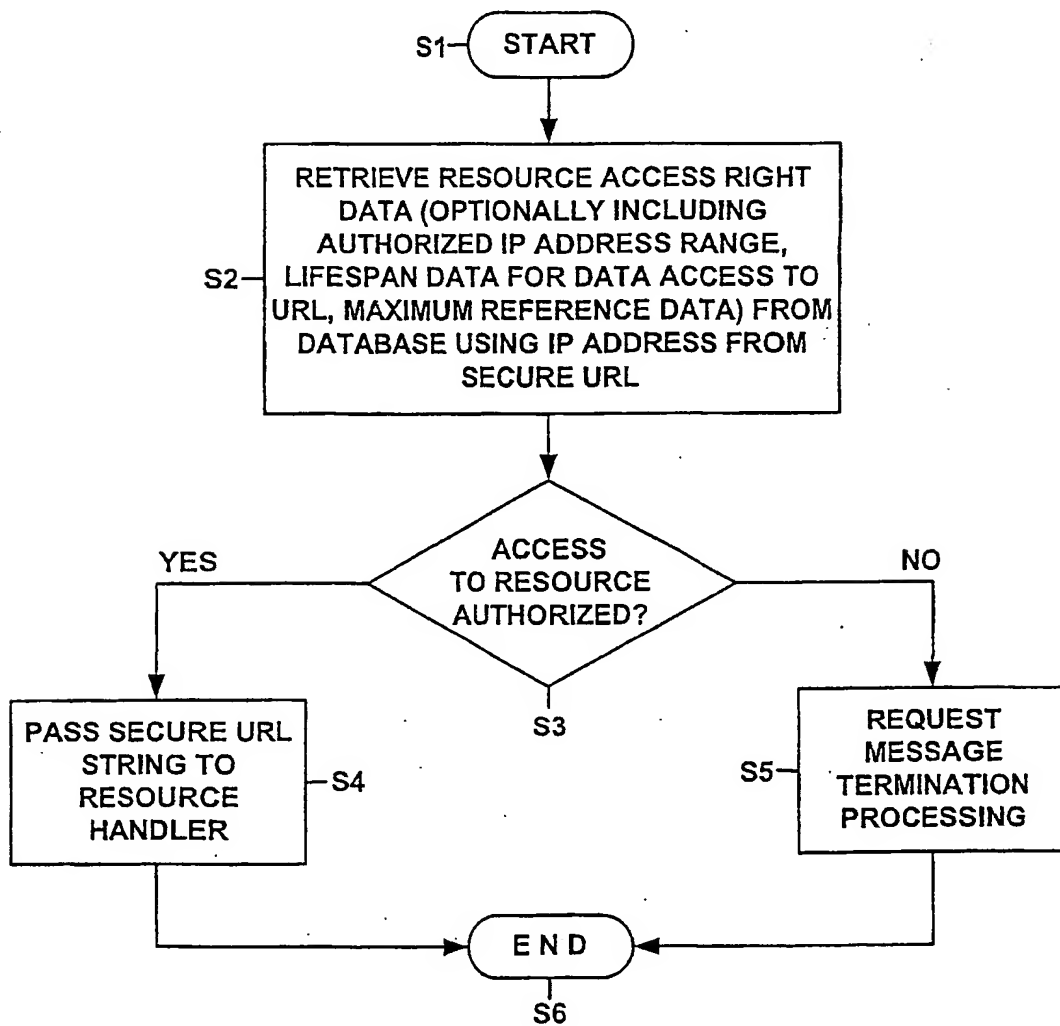 S1
START
RETRIEVE RESOURCE ACCESS RIGHT
DATA (OPTIONALLY INCLUDING
AUTHORIZED IP ADDRESS RANGE,
S2
LIFESPAN DATA FOR DATA ACCESS TO
URL, MAXIMUM REFERENCE DATA) FROM
DATABASE USING IP ADDRESS FROM
SECURE URL
YES
ACCESS
TO RESOURCE
AUTHORIZED?
NO
S3
PASS SECURE URL
STRING TO
RESOURCE
HANDLER
S4
S5
REQUEST
MESSAGE
TERMINATION
PROCESSING
E N D
S6